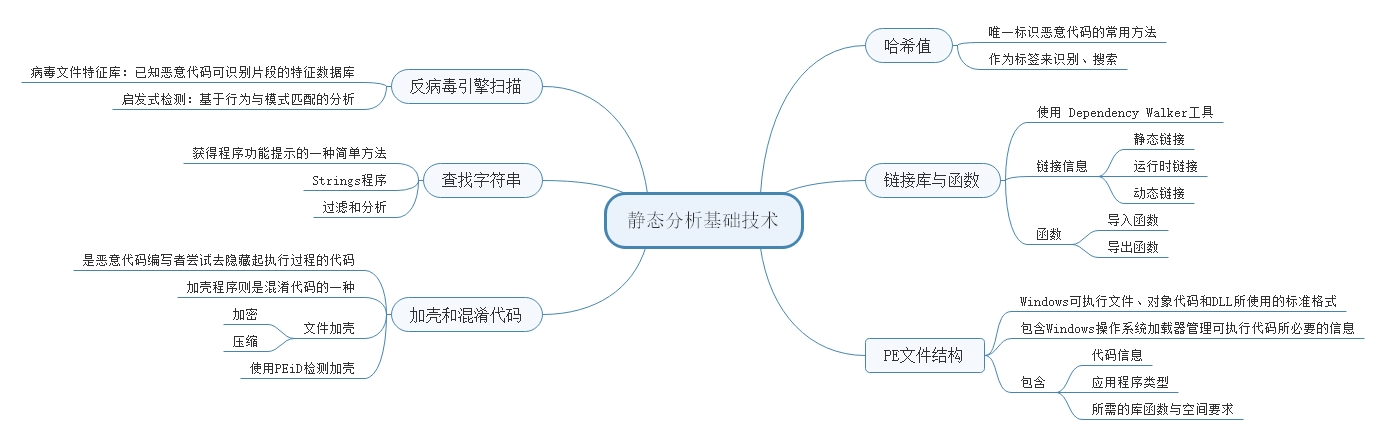 静态分析基础技术
反病毒引擎扫描
病毒文件特征库：已知恶意代码可识别片段的特征数据库
启发式检测：基于行为与模式匹配的分析
查找字符串
获得程序功能提示的一种简单方法
Strings程序
过滤和分析
加壳和混淆代码
是恶意代码编写者尝试去隐藏起执行过程的代码
加壳程序则是混淆代码的一种
文件加壳
加密
压缩
使用PEiD检测加壳
哈希值
唯一标识恶意代码的常用方法
作为标签来识别、搜索
链接库与函数
使用 Dependency Walker工具
链接信息
静态链接
运行时链接
动态链接
函数
导入函数
导出函数
PE文件结构
Windows可执行文件、对象代码和DLL所使用的标准格式
包含Windows操作系统加载器管理可执行代码所必要的信息
包含
代码信息
应用程序类型
所需的库函数与空间要求